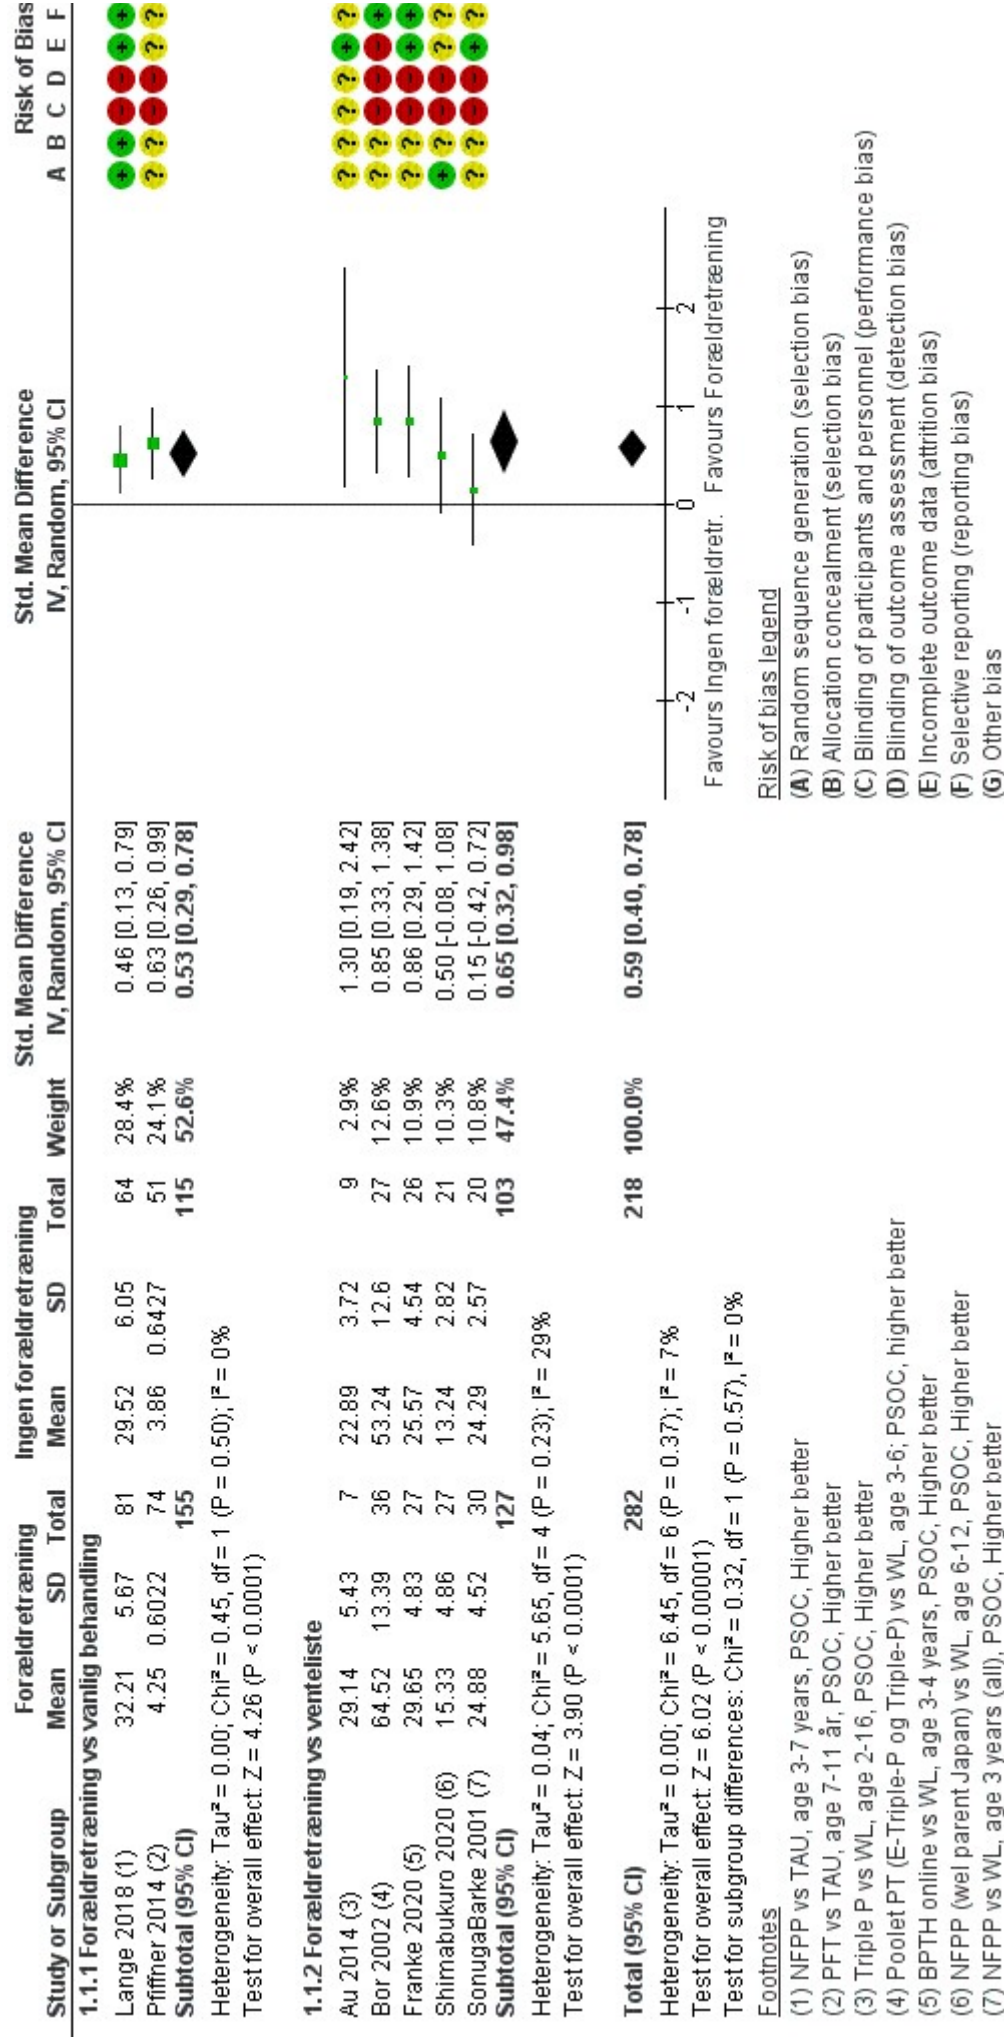 Forældretræning Ingen forældretræning Std. Mean Difference Std. Mean Difference Risk of Bias
Study or Subgroup Mean SD Total Mean SD Total Weight IV, Random, 95% CI IV, Random, 95% CI A B C D E F
1.1.1 Forældretræning vs vanlig behandling
Lange 2018 (1) 32.21 5.67 81 29.52 6.05 64 28.4% 0.46 [0.13, 0.79] + + − − + +
Pfiffner 2014 (2) 4.25 0.6022 74 3.86 0.6427 51 24.1% 0.63 [0.26, 0.99] ? ? − − ? ?
Subtotal (95% CI) 155 115 52.6% 0.53 [0.29, 0.78]
Heterogeneity: Tau² = 0.00; Chi² = 0.45, df = 1 (P = 0.50); I² = 0%
Test for overall effect: Z = 4.26 (P < 0.0001)
1.1.2 Forældretræning vs venteliste
Au 2014 (3) 29.14 5.43 7 22.89 3.72 9 2.9% 1.30 [0.19, 2.42] ? ? ? ? + ?
Bor 2002 (4) 64.52 13.39 36 53.24 12.6 27 12.6% 0.85 [0.33, 1.38] ? ? − − − +
Franke 2020 (5) 29.65 4.83 27 25.57 4.54 26 10.9% 0.86 [0.29, 1.42] ? ? − − + +
Shimabukuro 2020 (6) 15.33 4.86 27 13.24 2.82 21 10.3% 0.50 [-0.08, 1.08] + ? − − ? ?
SonugaBarke 2001 (7) 24.88 4.52 30 24.29 2.57 20 10.8% 0.15 [-0.42, 0.72] ? ? − − + ?
Subtotal (95% CI) 127 103 47.4% 0.65 [0.32, 0.98]
Heterogeneity: Tau² = 0.04; Chi² = 5.65, df = 4 (P = 0.23); I² = 29%
Test for overall effect: Z = 3.90 (P < 0.0001)
Total (95% CI) 282 218 100.0% 0.59 [0.40, 0.78]
Heterogeneity: Tau² = 0.00; Chi² = 6.45, df = 6 (P = 0.37); I² = 7%
Test for overall effect: Z = 6.02 (P < 0.00001)
Test for subgroup differences: Chi² = 0.32, df = 1 (P = 0.57), I² = 0%
-2 -1 0 1 2
Favours Ingen forældretr. Favours Forældretræning
Footnotes
(1) NFPP vs TAU, age 3-7 years, PSOC, Higher better
(2) PFT vs TAU, age 7-11 år, PSOC, Higher better
(3) Triple P vs WL, age 2-16, PSOC, Higher better
(4) Poolet PT (E-Triple-P og Triple-P) vs WL, age 3-6; PSOC, higher better
(5) BPTH online vs WL, age 3-4 years, PSOC, Higher better
(6) NFPP (wel parent Japan) vs WL, age 6-12, PSOC, Higher better
(7) NFPP vs WL, age 3 years (all), PSOC, Higher better
Risk of bias legend
(A) Random sequence generation (selection bias)
(B) Allocation concealment (selection bias)
(C) Blinding of participants and personnel (performance bias)
(D) Blinding of outcome assessment (detection bias)
(E) Incomplete outcome data (attrition bias)
(F) Selective reporting (reporting bias)
(G) Other bias